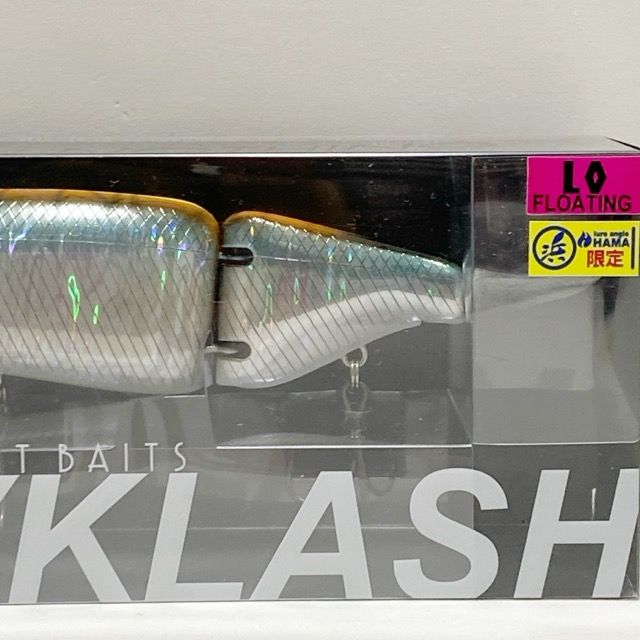 LO
FLOATING
浜
lure angle
HAMA
限定
T BAITS
KLASH